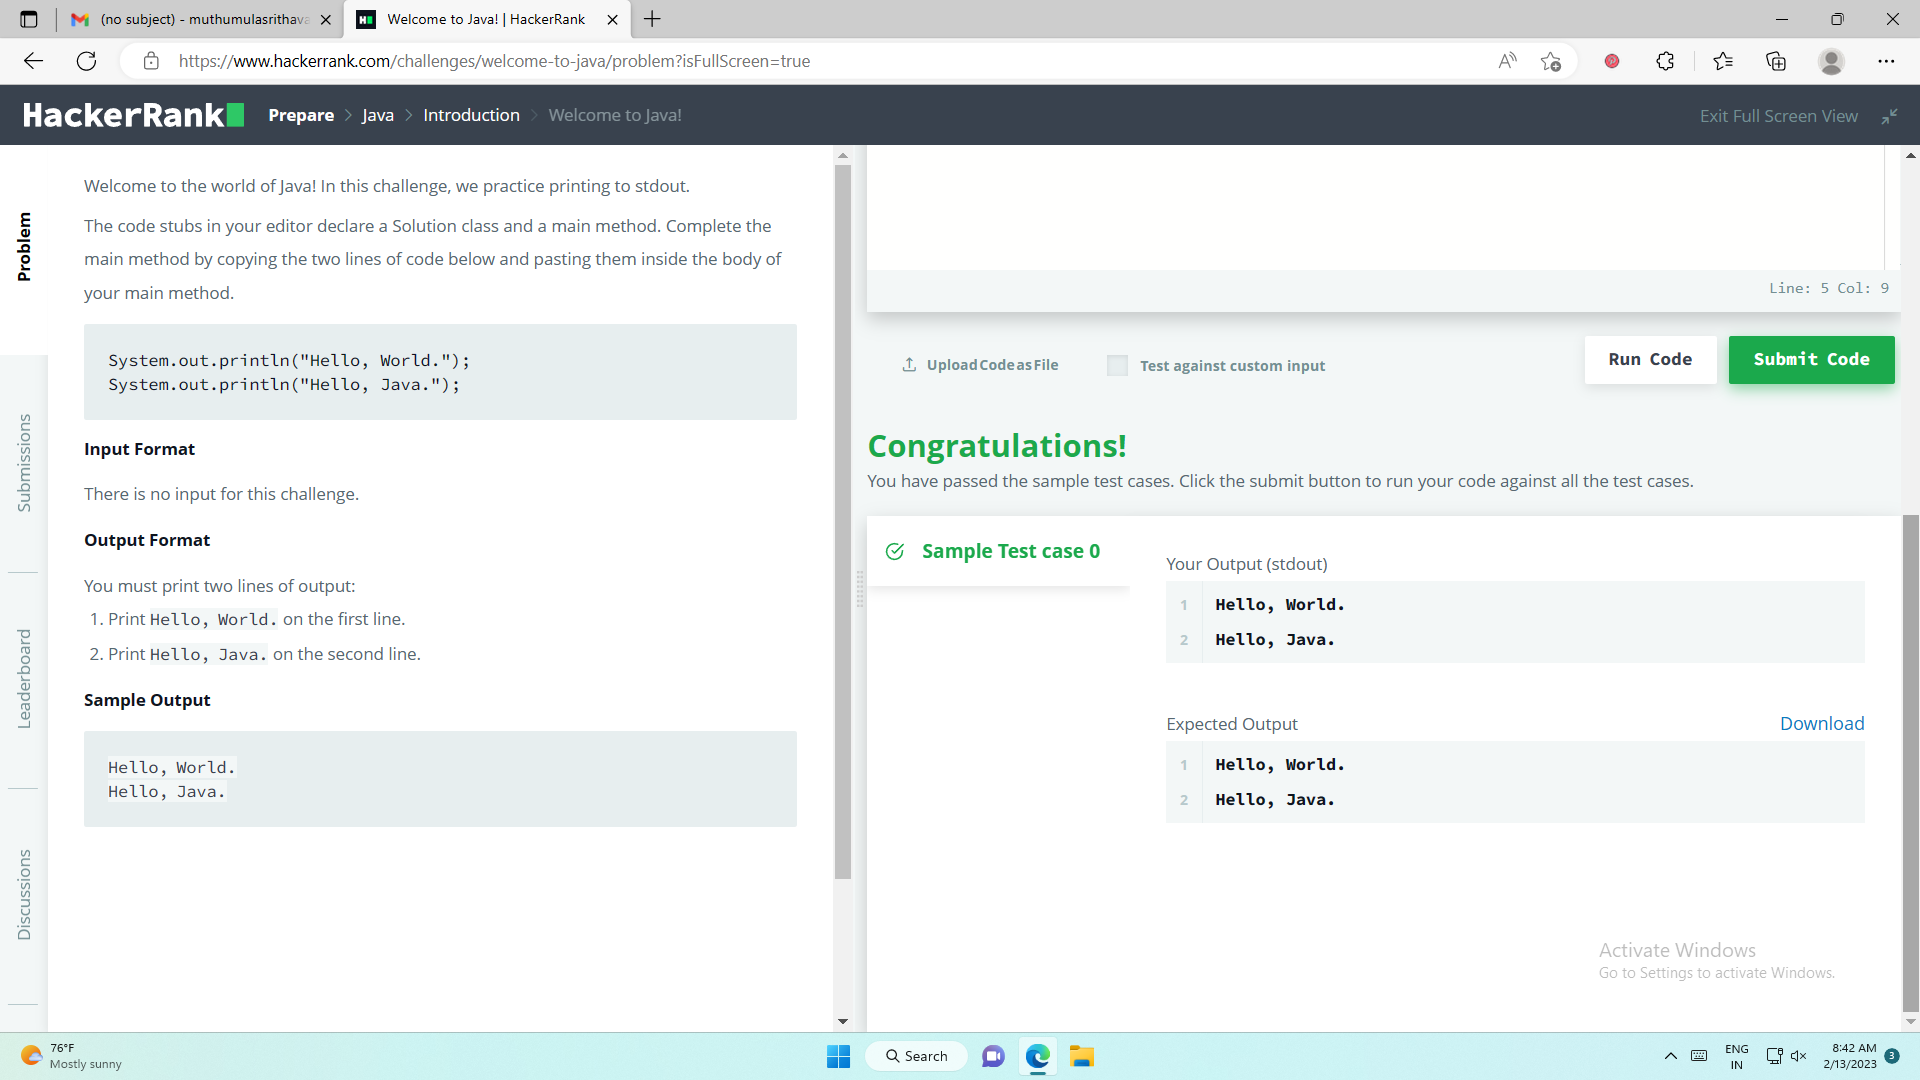 (no subject) - muthumulasrithava
Welcome to Java! | HackerRank
https://www.hackerrank.com/challenges/welcome-to-java/problem?isFullScreen=true
HackerRank
Prepare > Java > Introduction > Welcome to Java!
Exit Full Screen View
Problem
Submissions
Leaderboard
Discussions
Welcome to the world of Java! In this challenge, we practice printing to stdout.
The code stubs in your editor declare a Solution class and a main method. Complete the
main method by copying the two lines of code below and pasting them inside the body of
your main method.
System.out.println("Hello, World.");
System.out.println("Hello, Java.");
Input Format
There is no input for this challenge.
Output Format
You must print two lines of output:
1. Print Hello, World. on the first line.
2. Print Hello, Java. on the second line.
Sample Output
Hello, World.
Hello, Java.
Line: 5 Col: 9
Upload Code as File
Test against custom input
Run Code
Submit Code
Congratulations!
You have passed the sample test cases. Click the submit button to run your code against all the test cases.
Sample Test case 0
Your Output (stdout)
1 Hello, World.
2 Hello, Java.
Expected Output
Download
1 Hello, World.
2 Hello, Java.
Activate Windows
Go to Settings to activate Windows.
76°F
Mostly sunny
Search
ENG
IN
8:42 AM
2/13/2023
3